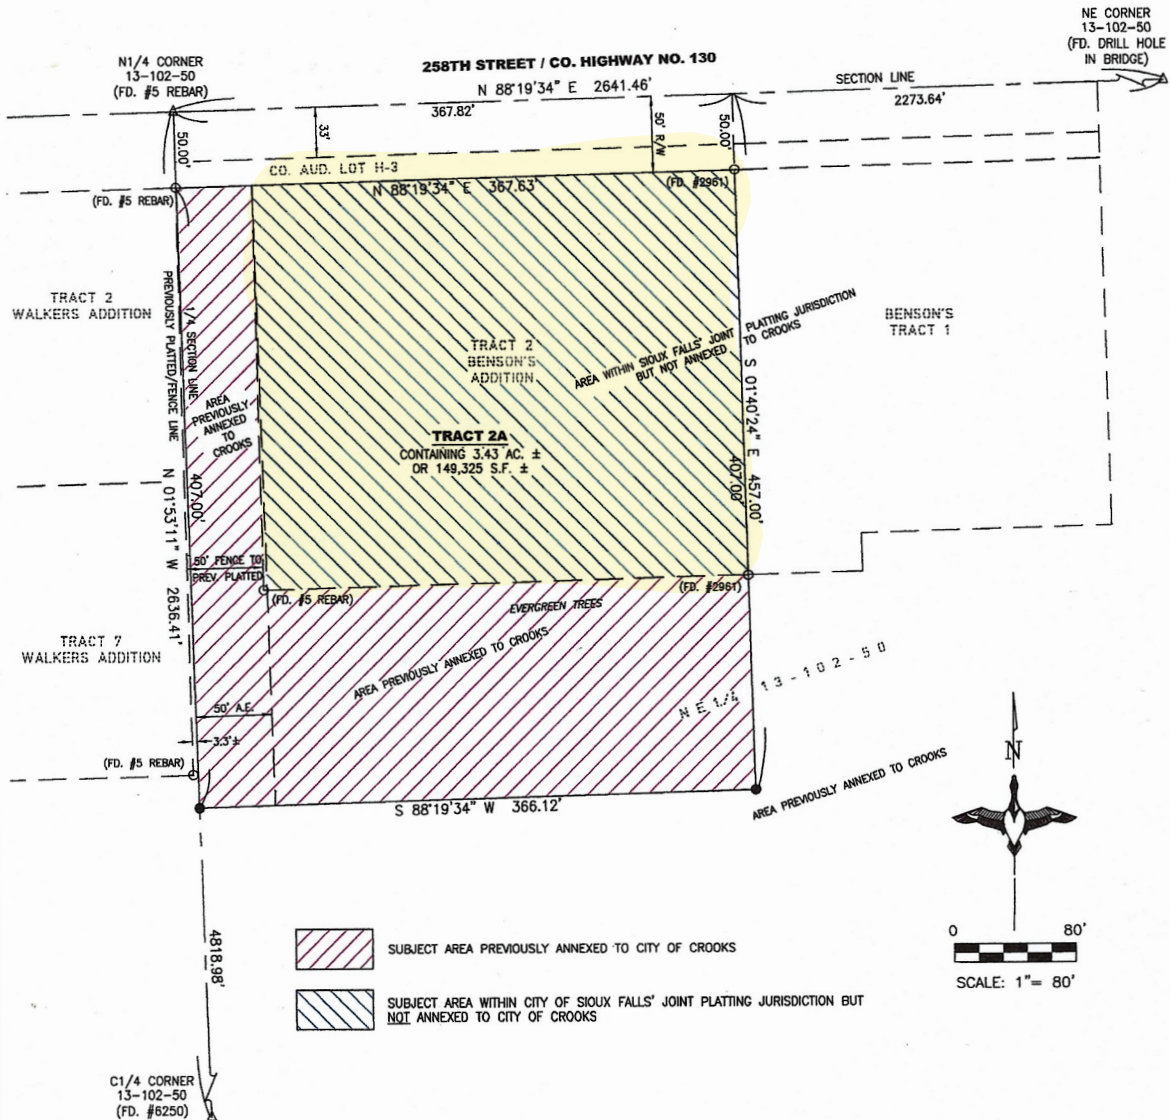 NE CORNER
13-102-50
(FD. DRILL HOLE
IN BRIDGE)
N1/4 CORNER
13-102-50
(FD. #5 REBAR)
258TH STREET / CO. HIGHWAY NO. 130
N 88°19'34" E 2641.46'
SECTION LINE
367.82'
2273.64'
50.00'
33'
50' R/W
50.00'
CO. AUD. LOT H-3
N 88°19'34" E 367.63'
(FD. #2961)
(FD. #5 REBAR)
TRACT 2
WALKERS ADDITION
PREVIOUSLY PLATTED/FENCE LINE
1/4 SECTION LINE
N 01°53'11" W 2636.41'
407.00'
AREA
PREVIOUSLY
ANNEXED
TO
CROOKS
TRACT 2
BENSON'S
ADDITION
AREA WITHIN SIOUX FALLS' JOINT PLATTING JURISDICTION
BUT NOT ANNEXED TO CROOKS
BENSON'S
TRACT 1
TRACT 2A
CONTAINING 3.43 AC. ±
OR 149,325 S.F. ±
S 01°40'24" E 457.00'
407.00'
50' FENCE TO
PREV. PLATTED
(FD. #5 REBAR)
(FD. #2961)
EVERGREEN TREES
AREA PREVIOUSLY ANNEXED TO CROOKS
TRACT 7
WALKERS ADDITION
NE 1/4 13-102-50
50' A.E.
3.3'±
(FD. #5 REBAR)
S 88°19'34" W 366.12'
AREA PREVIOUSLY ANNEXED TO CROOKS
N
4818.98'
SUBJECT AREA PREVIOUSLY ANNEXED TO CITY OF CROOKS
SUBJECT AREA WITHIN CITY OF SIOUX FALLS' JOINT PLATTING JURISDICTION BUT
NOT ANNEXED TO CITY OF CROOKS
0 80'
SCALE: 1"= 80'
C1/4 CORNER
13-102-50
(FD. #6250)